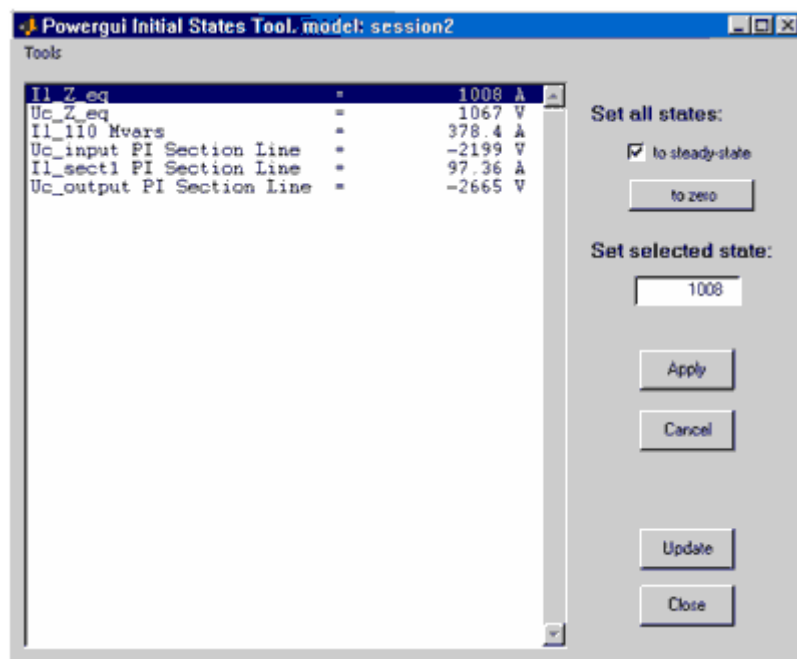 Powergui Initial States Tool. model: session2
Tools
Il_Z_eq = 1008 A
Uc_Z_eq = 1067 V
Il_110 Mvars = 378.4 A
Uc_input PI Section Line = -2199 V
Il_sect1 PI Section Line = 97.36 A
Uc_output PI Section Line = -2665 V
Set all states:
to steady-state
to zero
Set selected state:
1008
Apply
Cancel
Update
Close